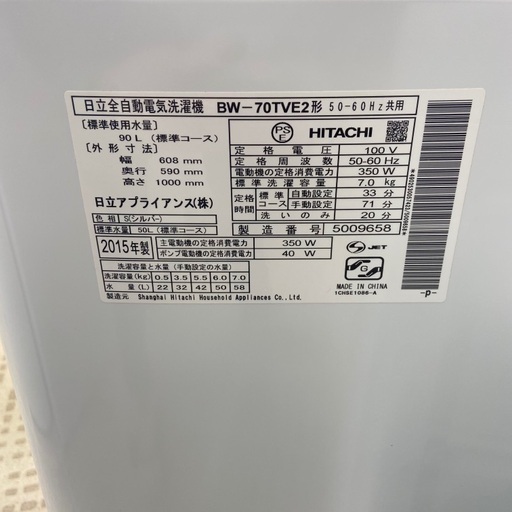 日立全自動電気洗濯機 BW-70TVE2形 50-60Hz共用
〔標準使用水量〕
90L (標準コース)
〔外形寸法〕
幅 608 mm
奥行 590 mm
高さ 1000 mm
日立アプライアンス(株)
色相 S(シルバー)
標準水量 50L (標準コース)
PS
E
HITACHI
定格電圧 100 V
定格周波数 50-60 Hz
電動機の定格消費電力 350 W
標準洗濯容量 7.0 kg
定格コース 標準 自動設定 33 分
手動設定 71 分
洗いのみ 20 分
製造番号 5009658
2015年製
主電動機の定格消費電力 350 W
ポンプ電動機の定格消費電力 40 W
洗濯容量と水量 (手動設定の水量)
洗濯容量(kg) 0.5 3.5 5.5 6.0 7.0
水量(L) 22 32 42 50 58
製造元 Shanghai Hitachi Household Appliances Co., Ltd.
S JET
G
MADE IN CHINA
1CNSE1086-A
-p-